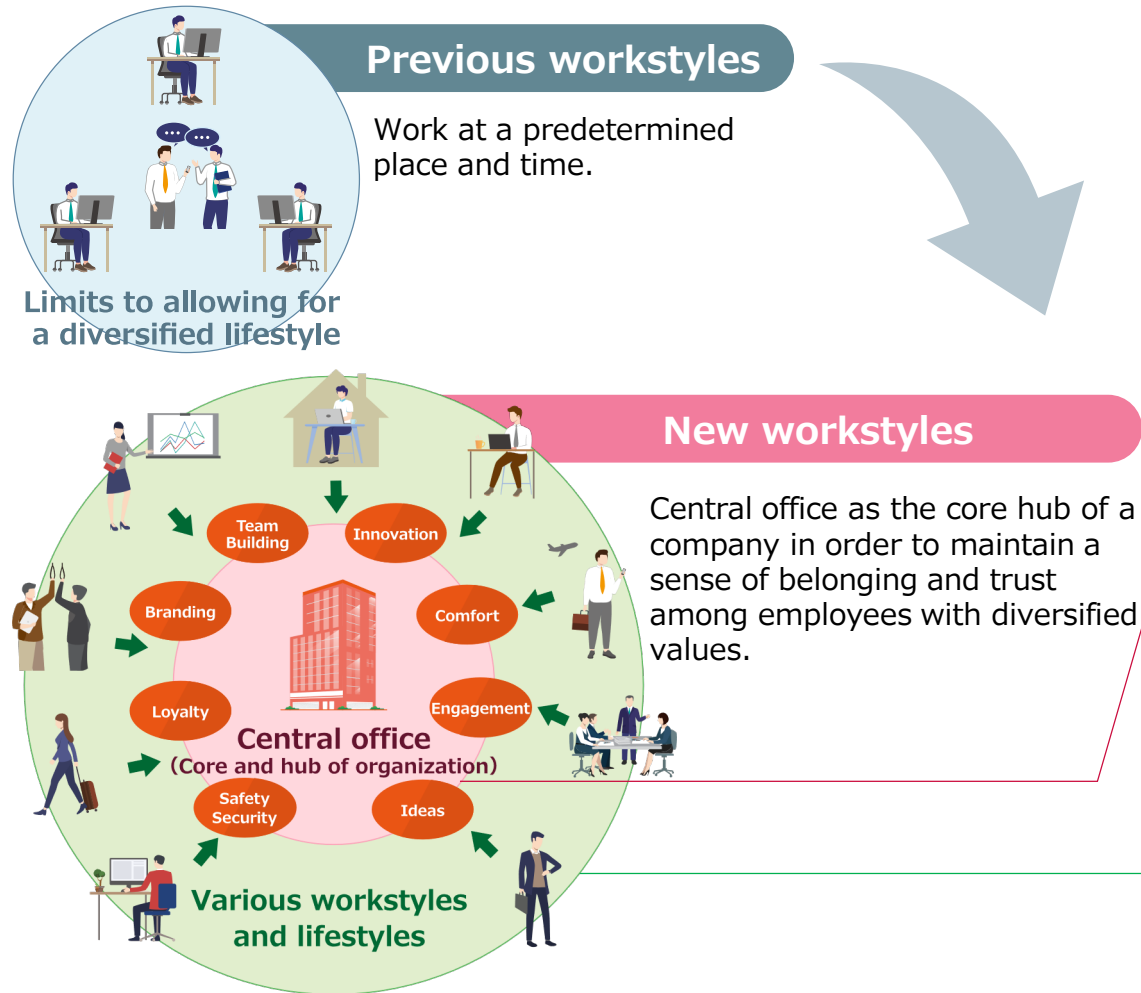 Previous workstyles
Work at a predetermined
place and time.
Limits to allowing for
a diversified lifestyle
New workstyles
Central office as the core hub of a
company in order to maintain a
sense of belonging and trust
among employees with diversified
values.
Team
Building
Innovation
Branding
Comfort
Loyalty
Engagement
Central office
(Core and hub of organization)
Safety
Security
Ideas
Various workstyles
and lifestyles